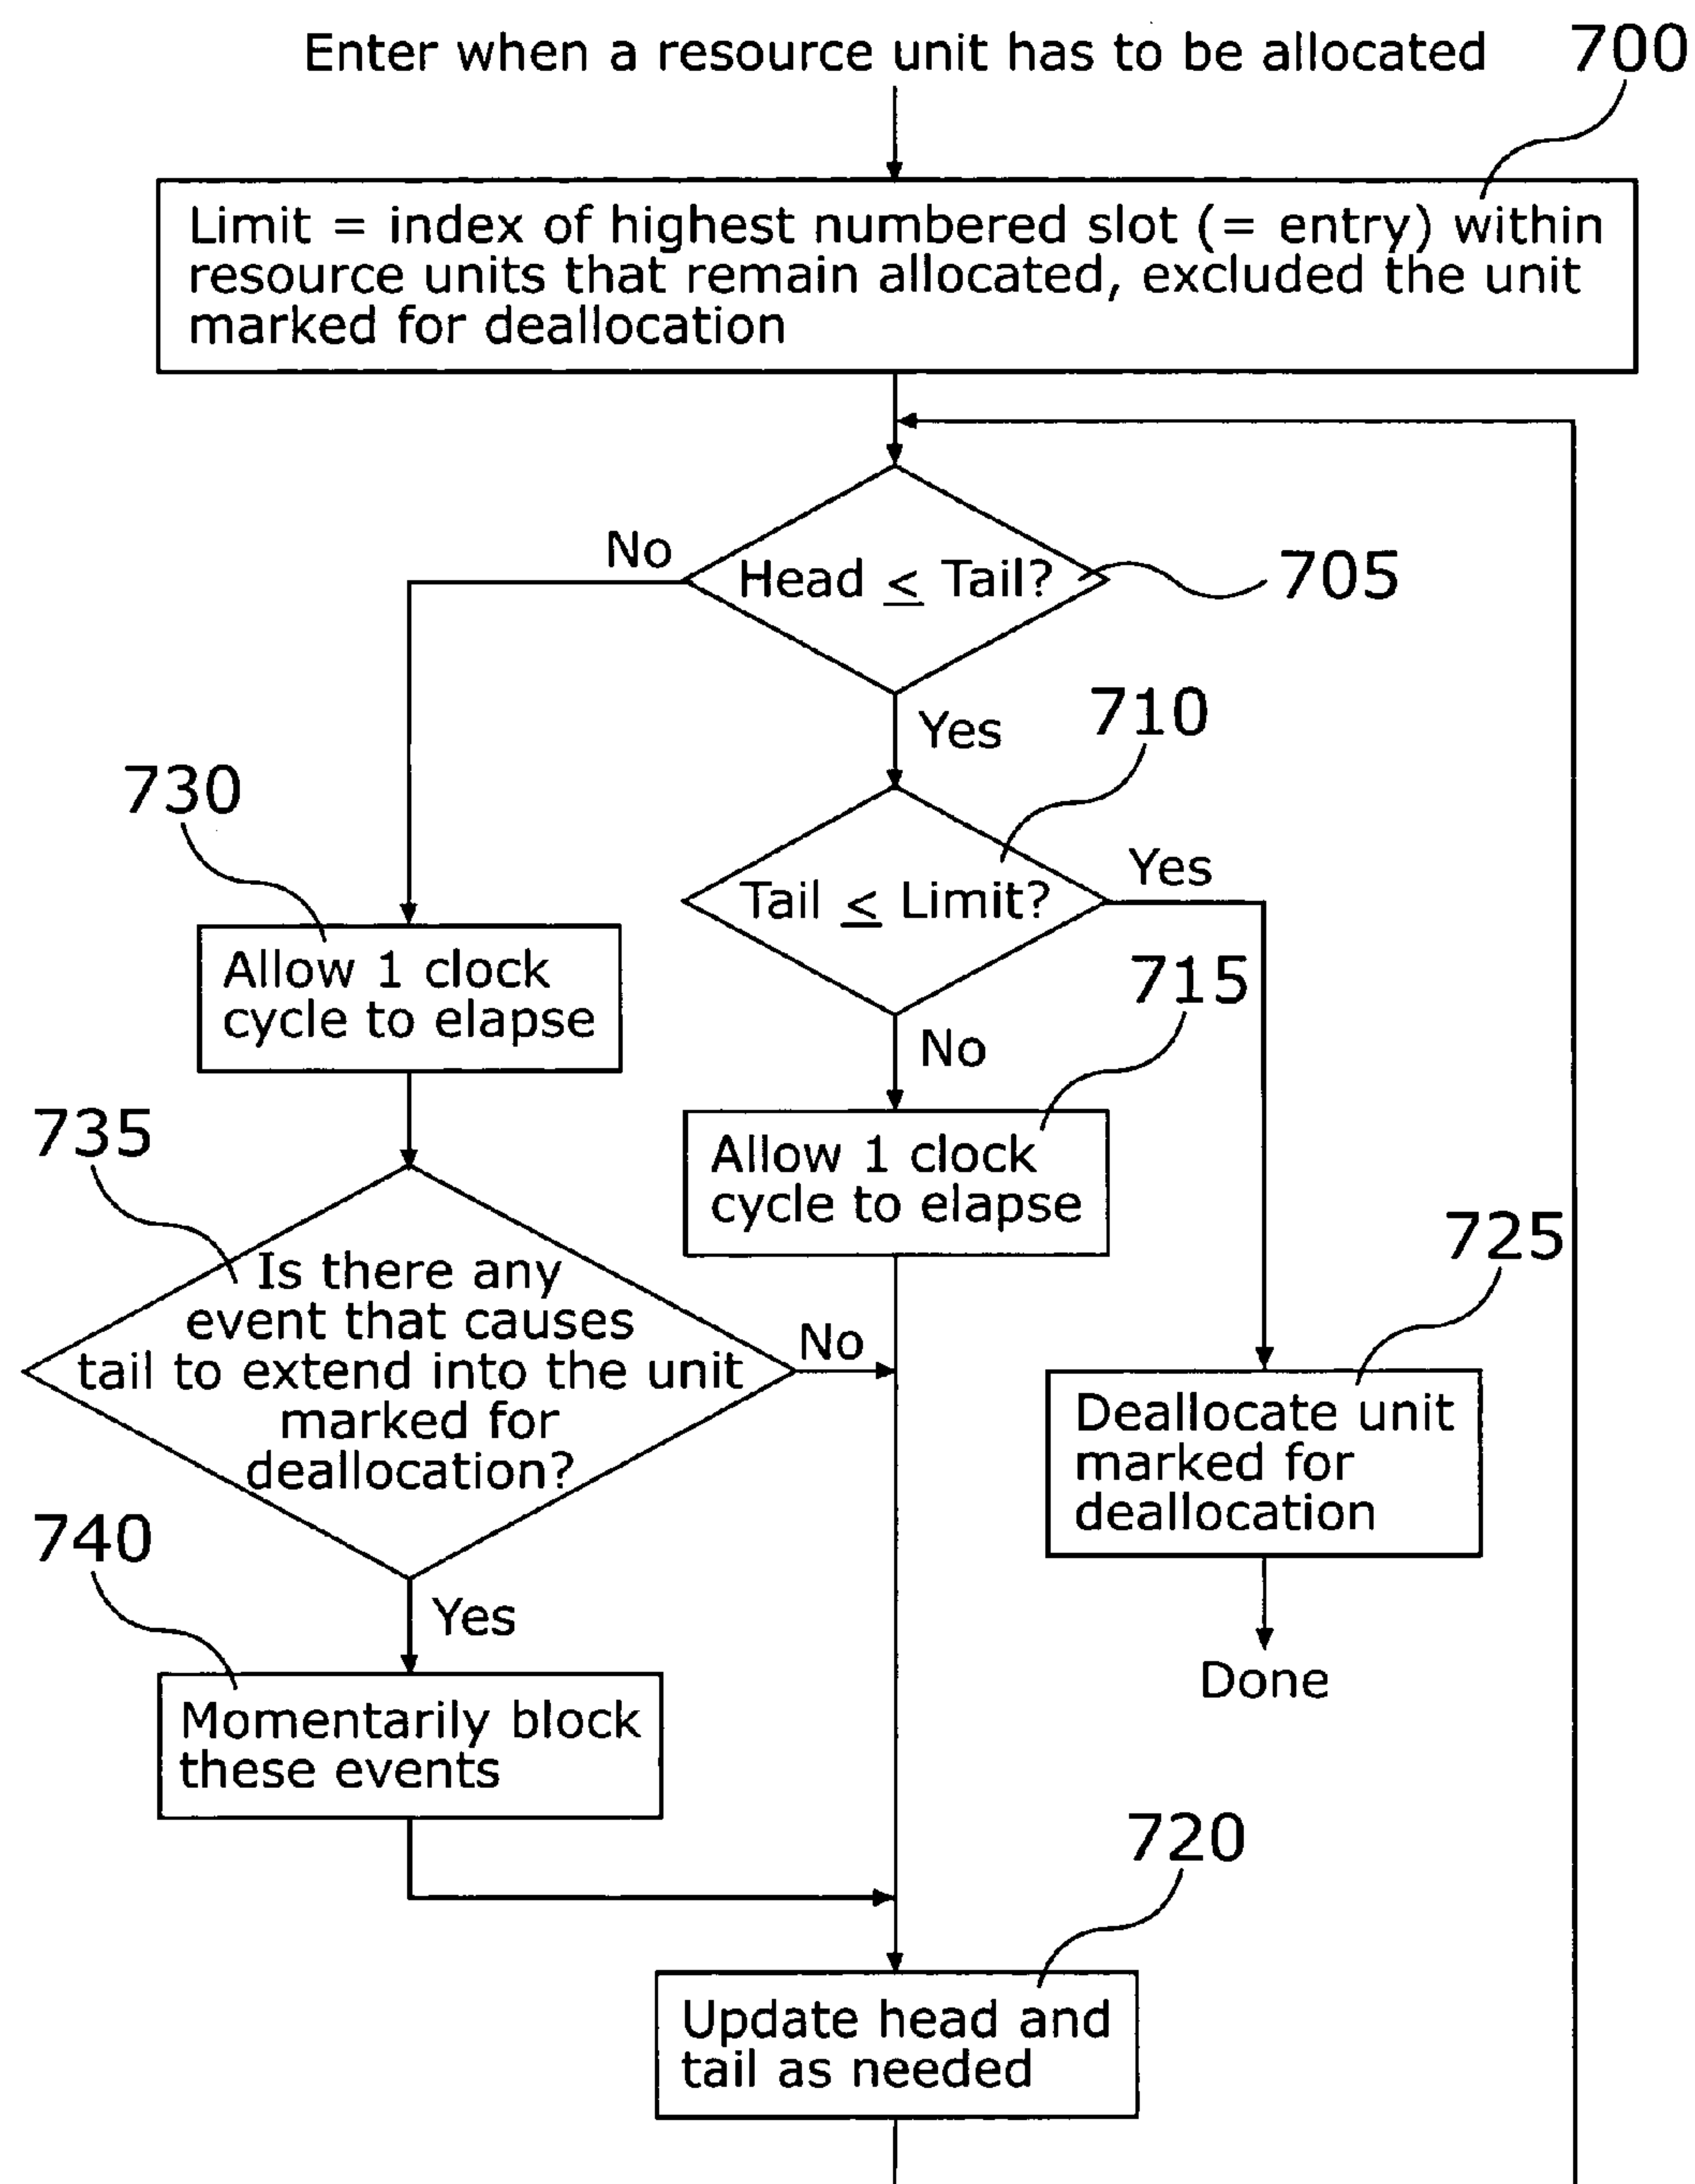 Enter when a resource unit has to be allocated
700
Limit = index of highest numbered slot (= entry) within
resource units that remain allocated, excluded the unit
marked for deallocation
No
Head ≤ Tail?
705
Yes
710
730
Tail ≤ Limit?
Yes
Allow 1 clock
cycle to elapse
715
No
735
Allow 1 clock
cycle to elapse
725
Is there any
event that causes
tail to extend into the unit
marked for
deallocation?
No
Deallocate unit
marked for
deallocation
740
Yes
Done
Momentarily block
these events
720
Update head and
tail as needed